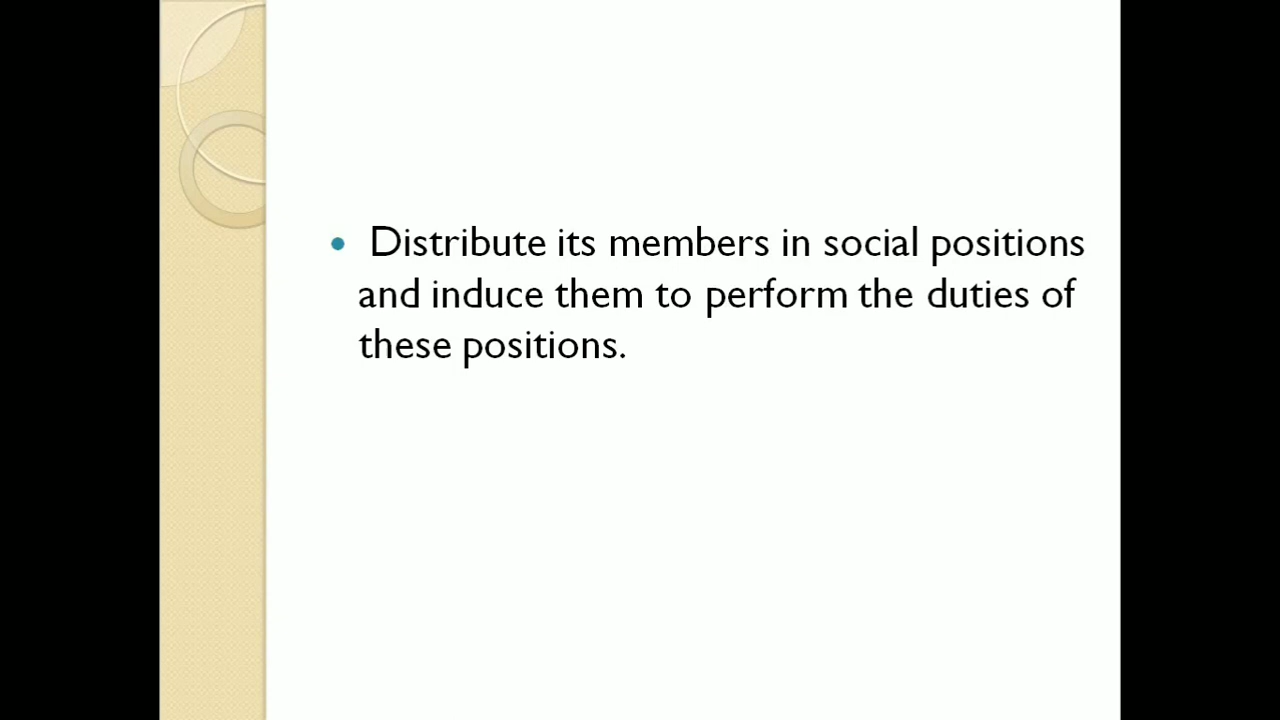 • Distribute its members in social positions
and induce them to perform the duties of
these positions.